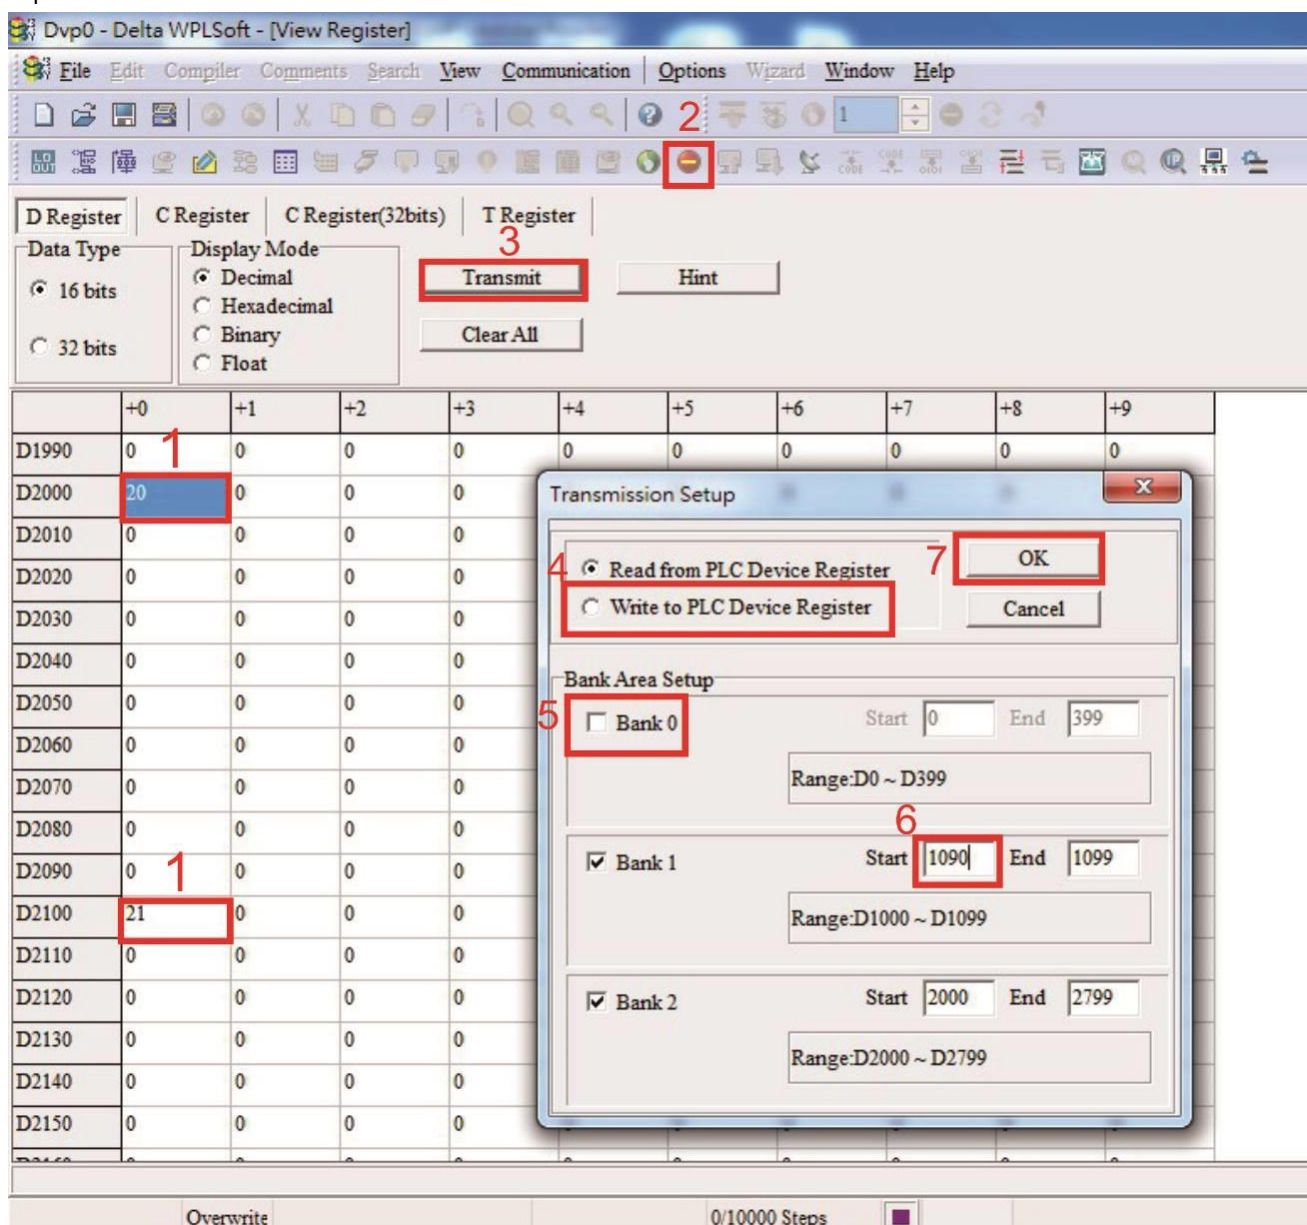 Dvp0 - Delta WPLSoft - [View Register]
File Edit Compiler Comments Search View Communication Options Wizard Window Help
2 1
LD OUT CODE CODE
D Register C Register C Register(32bits) T Register
3
Data Type Display Mode
16 bits
32 bits
Decimal
Hexadecimal
Binary
Float
Transmit Hint
Clear All
+0 +1 +2 +3 +4 +5 +6 +7 +8 +9
1
D1990 0 0 0 0 0 0 0 0 0 0
D2000 20 0 0 0
D2010 0 0 0 0
D2020 0 0 0 0
D2030 0 0 0 0
D2040 0 0 0 0
D2050 0 0 0 0
D2060 0 0 0 0
D2070 0 0 0 0
D2080 0 0 0 0
D2090 0 0 0 0
1
D2100 21 0 0 0
D2110 0 0 0 0
D2120 0 0 0 0
D2130 0 0 0 0
D2140 0 0 0 0
D2150 0 0 0 0
Transmission Setup
4 Read from PLC Device Register
Write to PLC Device Register
7 OK
Cancel
Bank Area Setup
5 Bank 0 Start 0 End 399
Range:D0 ~ D399
6
Bank 1 Start 1090 End 1099
Range:D1000 ~ D1099
Bank 2 Start 2000 End 2799
Range:D2000 ~ D2799
Overwrite 0/10000 Steps